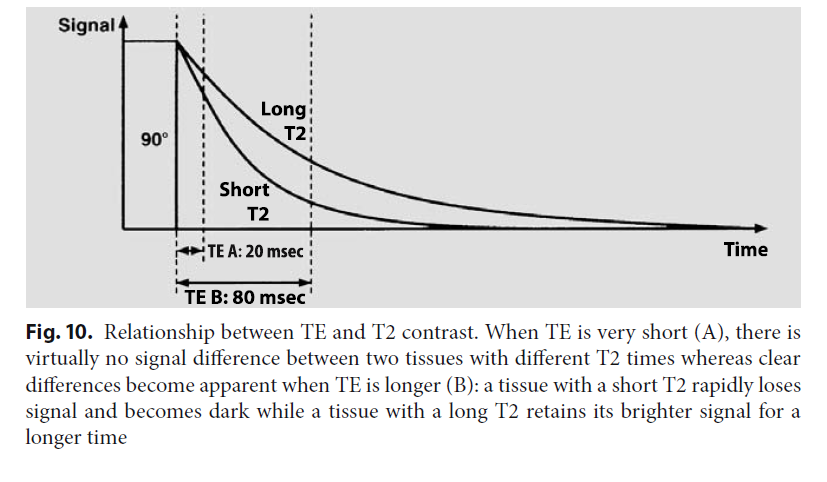 Signal
90°
Long
T2
Short
T2
TE A: 20 msec
Time
TE B: 80 msec
Fig. 10. Relationship between TE and T2 contrast. When TE is very short (A), there is
virtually no signal difference between two tissues with different T2 times whereas clear
differences become apparent when TE is longer (B): a tissue with a short T2 rapidly loses
signal and becomes dark while a tissue with a long T2 retains its brighter signal for a
longer time